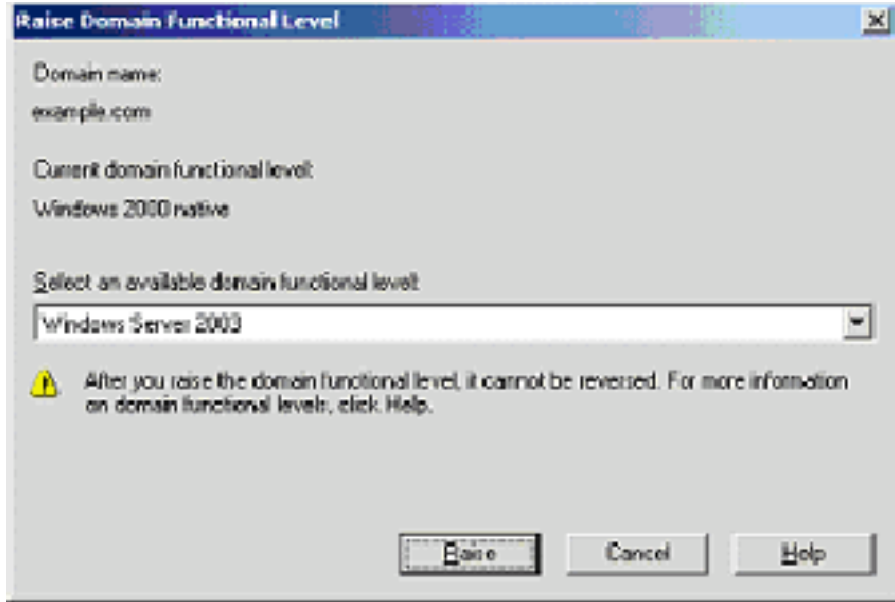 Raise Domain Functional Level
Domain name:
example.com
Current domain functional level:
Windows 2000 native
Select an available domain functional level:
Windows Server 2003
After you raise the domain functional level, it cannot be reversed. For more information
on domain functional levels, click Help.
Raise
Cancel
Help